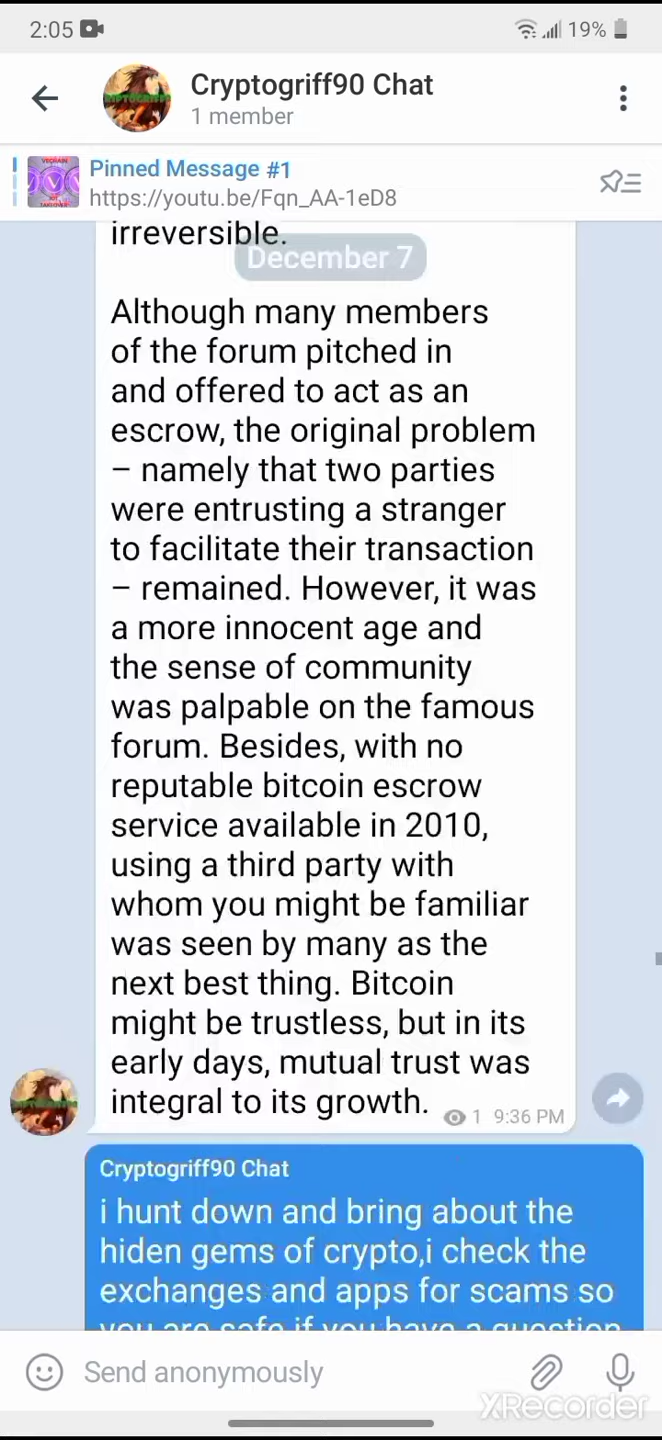 2:05
19%
Cryptogriff90 Chat
1 member
Pinned Message #1
https://youtu.be/Fqn_AA-1eD8
irreversible.
December 7
Although many members
of the forum pitched in
and offered to act as an
escrow, the original problem
– namely that two parties
were entrusting a stranger
to facilitate their transaction
– remained. However, it was
a more innocent age and
the sense of community
was palpable on the famous
forum. Besides, with no
reputable bitcoin escrow
service available in 2010,
using a third party with
whom you might be familiar
was seen by many as the
next best thing. Bitcoin
might be trustless, but in its
early days, mutual trust was
integral to its growth.
1 9:36 PM
Cryptogriff90 Chat
i hunt down and bring about the
hiden gems of crypto,i check the
exchanges and apps for scams so
you are safe if you have a question
Send anonymously
XRecorder